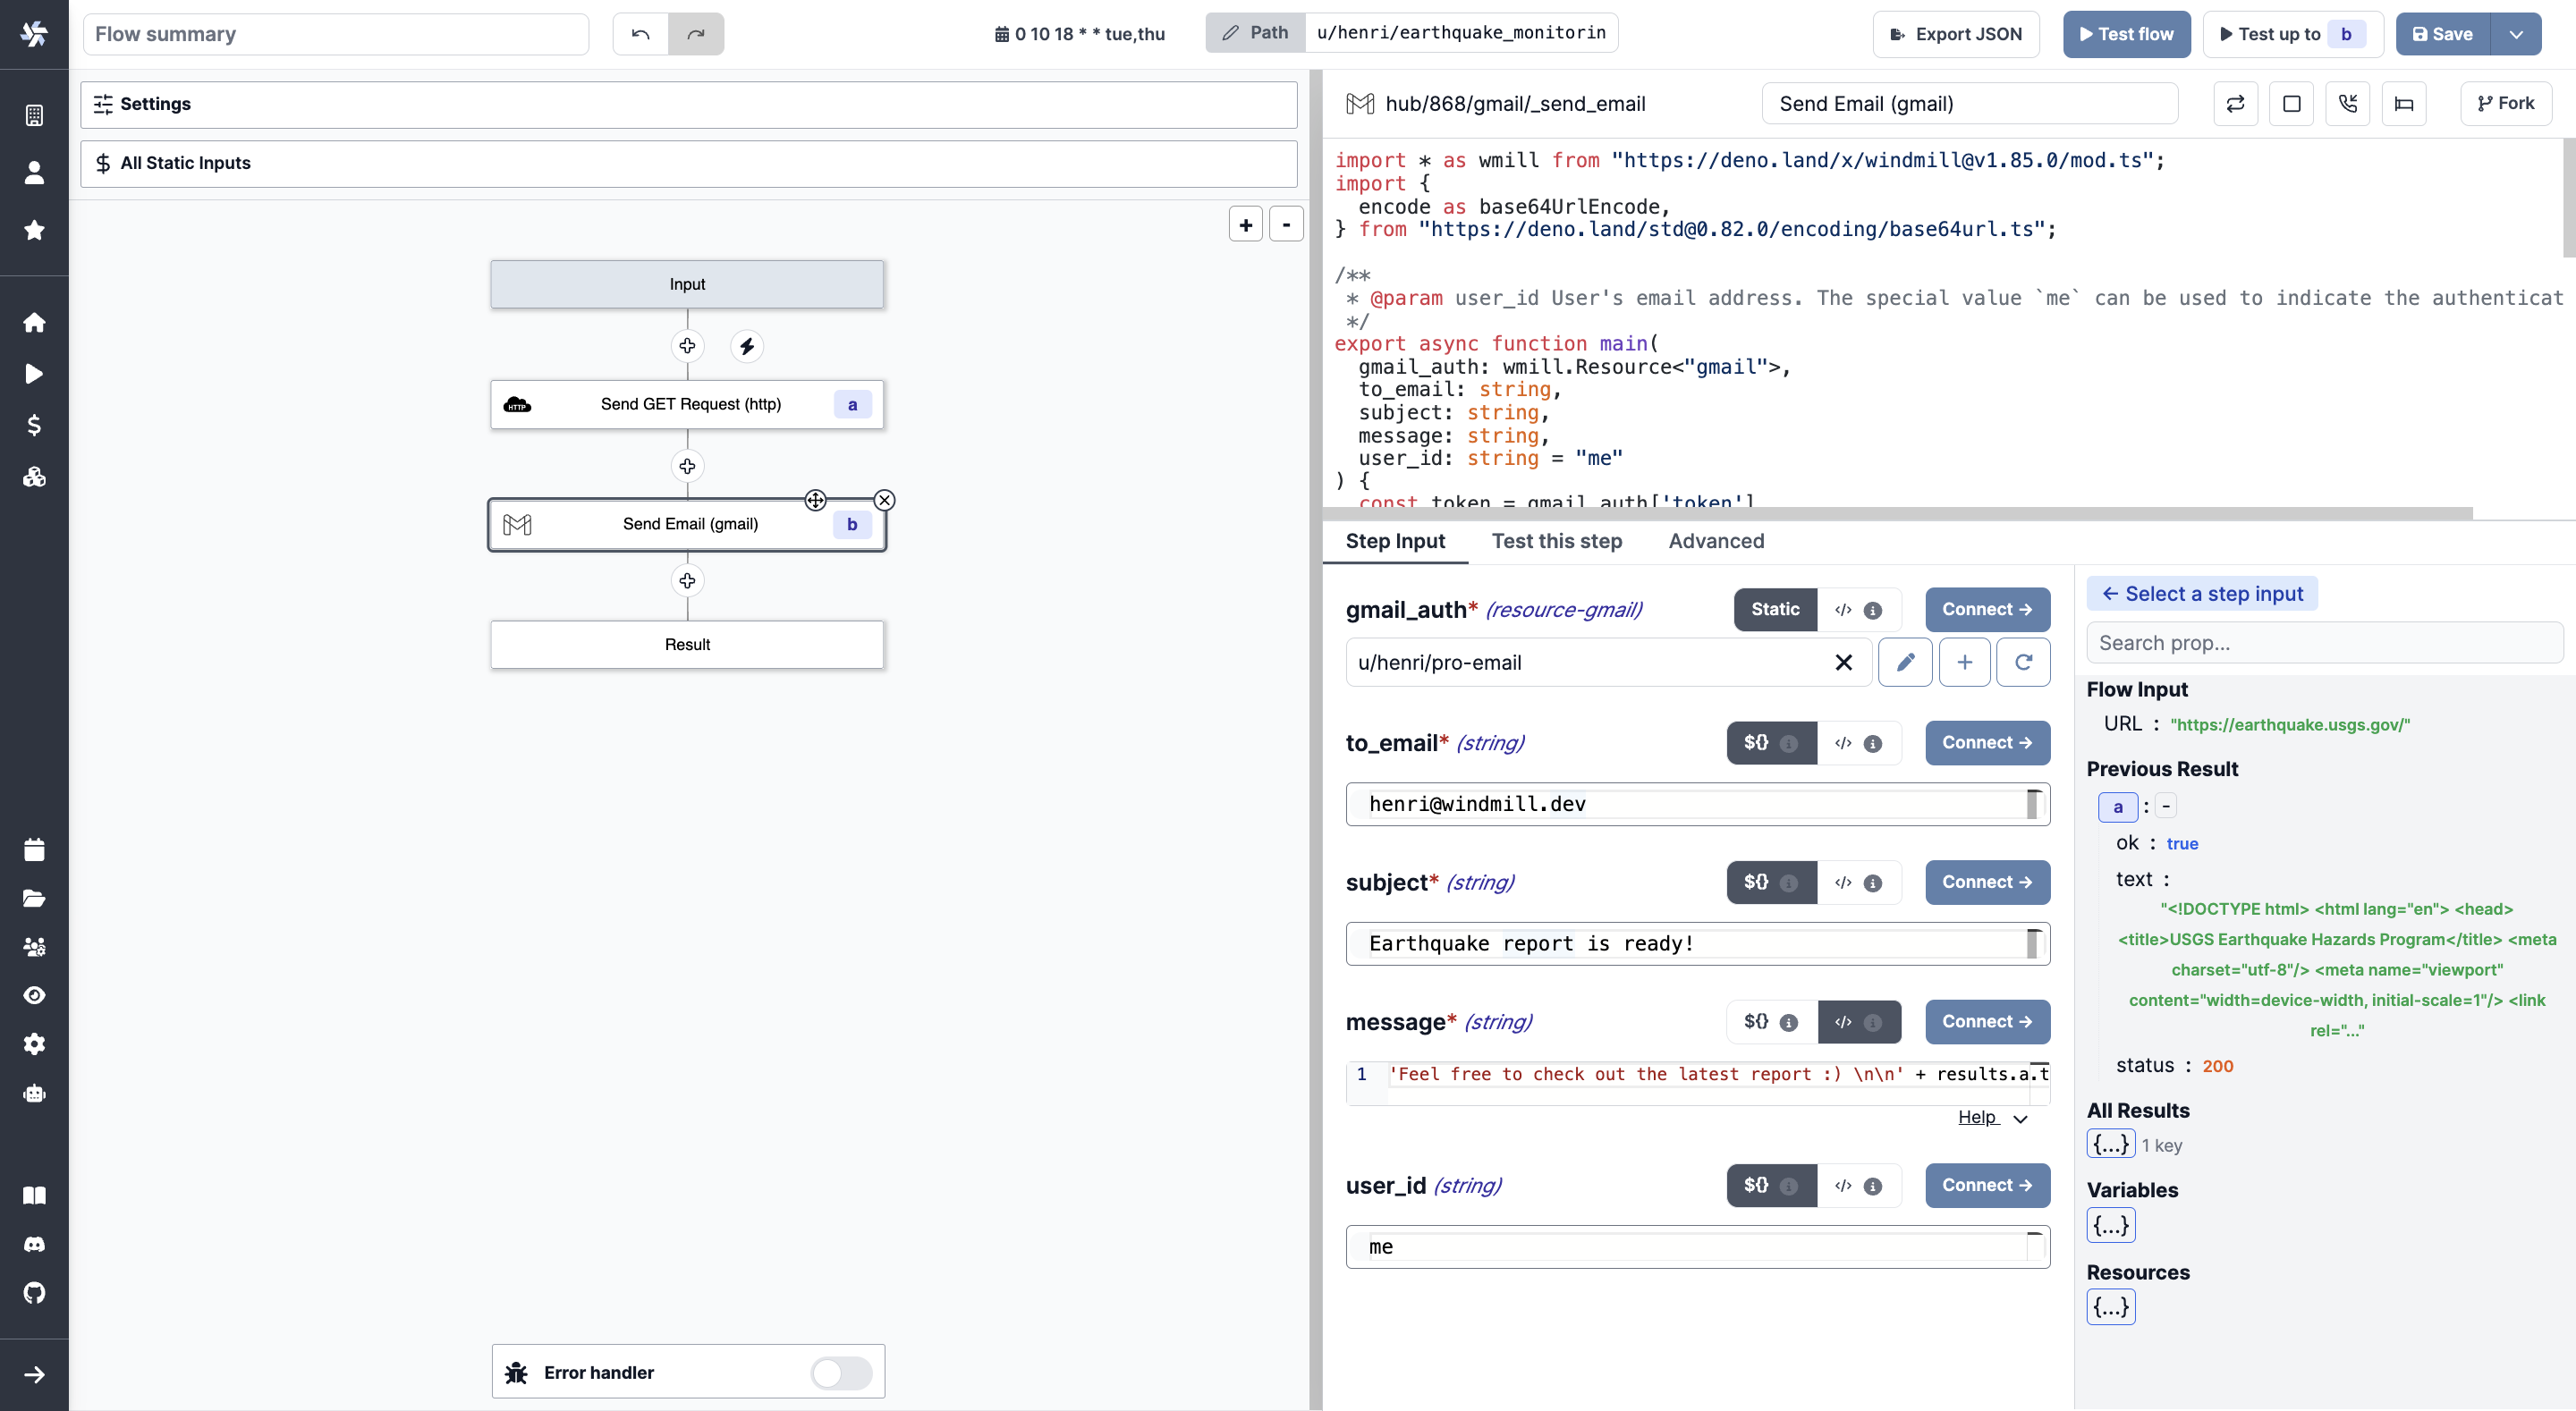 Flow summary
0 10 18 * * tue,thu
Path
u/henri/earthquake_monitorin
Export JSON
Test flow
Test up to b
Save
Settings
All Static Inputs
+
-
Input
HTTP
Send GET Request (http)
a
Send Email (gmail)
b
Result
Error handler
hub/868/gmail/_send_email
Send Email (gmail)
Fork
import * as wmill from "https://deno.land/x/windmill@v1.85.0/mod.ts";
import {
encode as base64UrlEncode,
} from "https://deno.land/std@0.82.0/encoding/base64url.ts";
/**
* @param user_id User's email address. The special value `me` can be used to indicate the authenticat
*/
export async function main(
gmail_auth: wmill.Resource<"gmail">,
to_email: string,
subject: string,
message: string,
user_id: string = "me"
) {
const token = gmail_auth['token']
Step Input
Test this step
Advanced
gmail_auth* (resource-gmail)
Static
</>
Connect →
u/henri/pro-email
to_email* (string)
${}
</>
Connect →
henri@windmill.dev
subject* (string)
${}
</>
Connect →
Earthquake report is ready!
message* (string)
${}
</>
Connect →
1
'Feel free to check out the latest report :) \n\n' + results.a.t
Help
user_id (string)
${}
</>
Connect →
me
← Select a step input
Search prop...
Flow Input
URL : "https://earthquake.usgs.gov/"
Previous Result
a : -
ok : true
text :
"<!DOCTYPE html> <html lang="en"> <head>
<title>USGS Earthquake Hazards Program</title> <meta
charset="utf-8"/> <meta name="viewport"
content="width=device-width, initial-scale=1"/> <link
rel="..."
status : 200
All Results
{...} 1 key
Variables
{...}
Resources
{...}